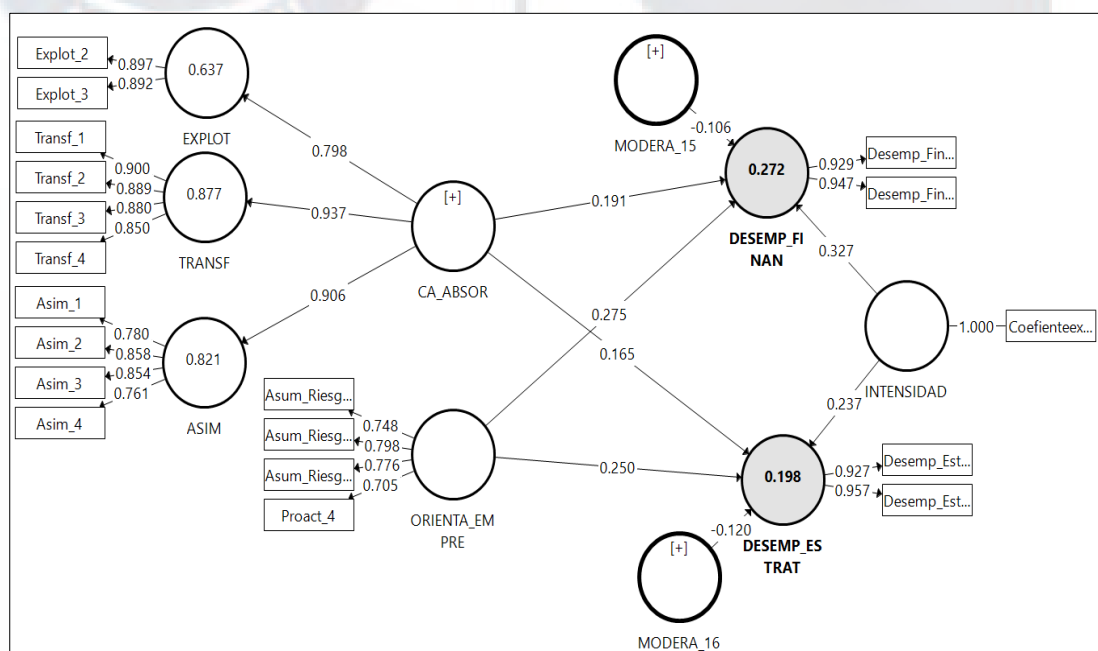 Explot_2
Explot_3
0.897
0.892
0.637
EXPLOT
Transf_1
Transf_2
Transf_3
Transf_4
0.900
0.889
0.880
0.850
0.877
TRANSF
Asim_1
Asim_2
Asim_3
Asim_4
0.780
0.858
0.854
0.761
0.821
ASIM
0.798
0.937
0.906
[+]
CA_ABSOR
Asum_Riesg...
Asum_Riesg...
Asum_Riesg...
Proact_4
0.748
0.798
0.776
0.705
ORIENTA_EM
PRE
0.191
0.275
0.165
0.250
[+]
MODERA_15
-0.106
0.272
DESEMP_FI
NAN
0.929
0.947
Desemp_Fin...
Desemp_Fin...
0.327
INTENSIDAD
1.000
Coefienteex...
0.237
0.198
DESEMP_ES
TRAT
0.927
0.957
Desemp_Est...
Desemp_Est...
-0.120
[+]
MODERA_16